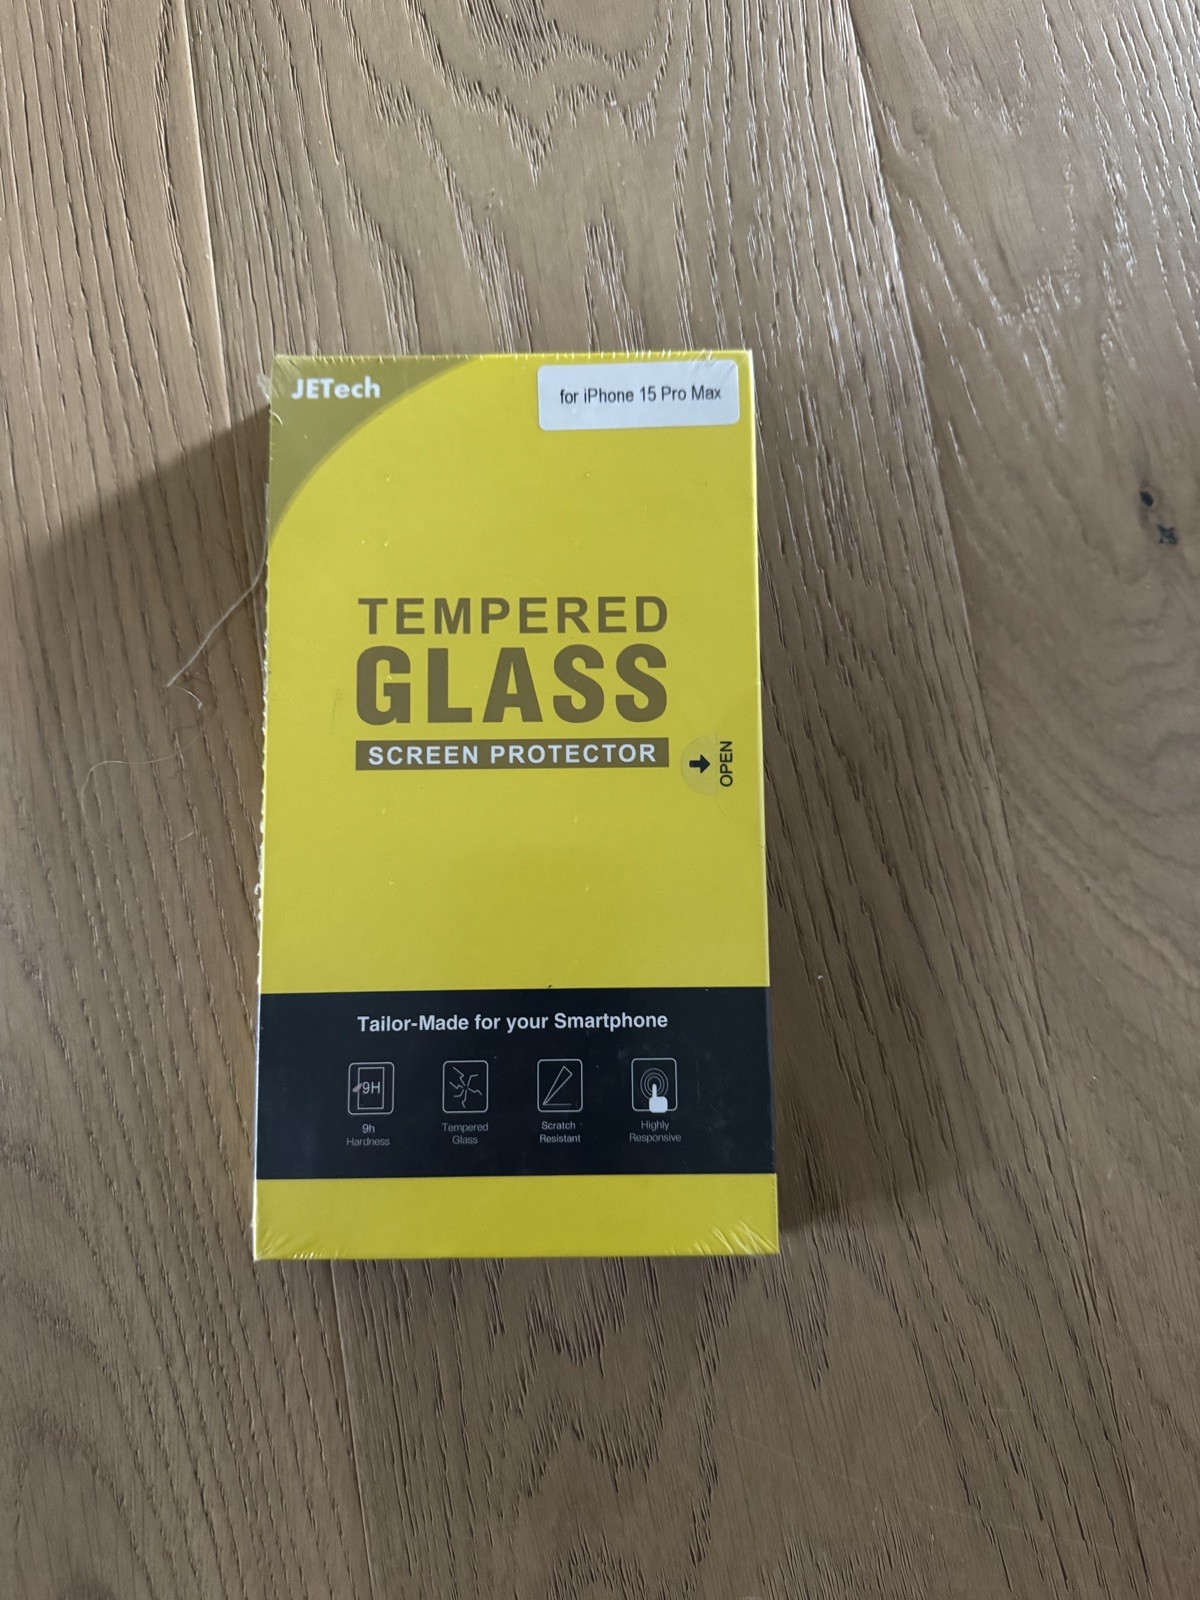 JETech
for iPhone 15 Pro Max
TEMPERED
GLASS
SCREEN PROTECTOR
OPEN
Tailor-Made for your Smartphone
9H
9h
Hardness
Tempered
Glass
Scratch
Resistant
Highly
Responsive